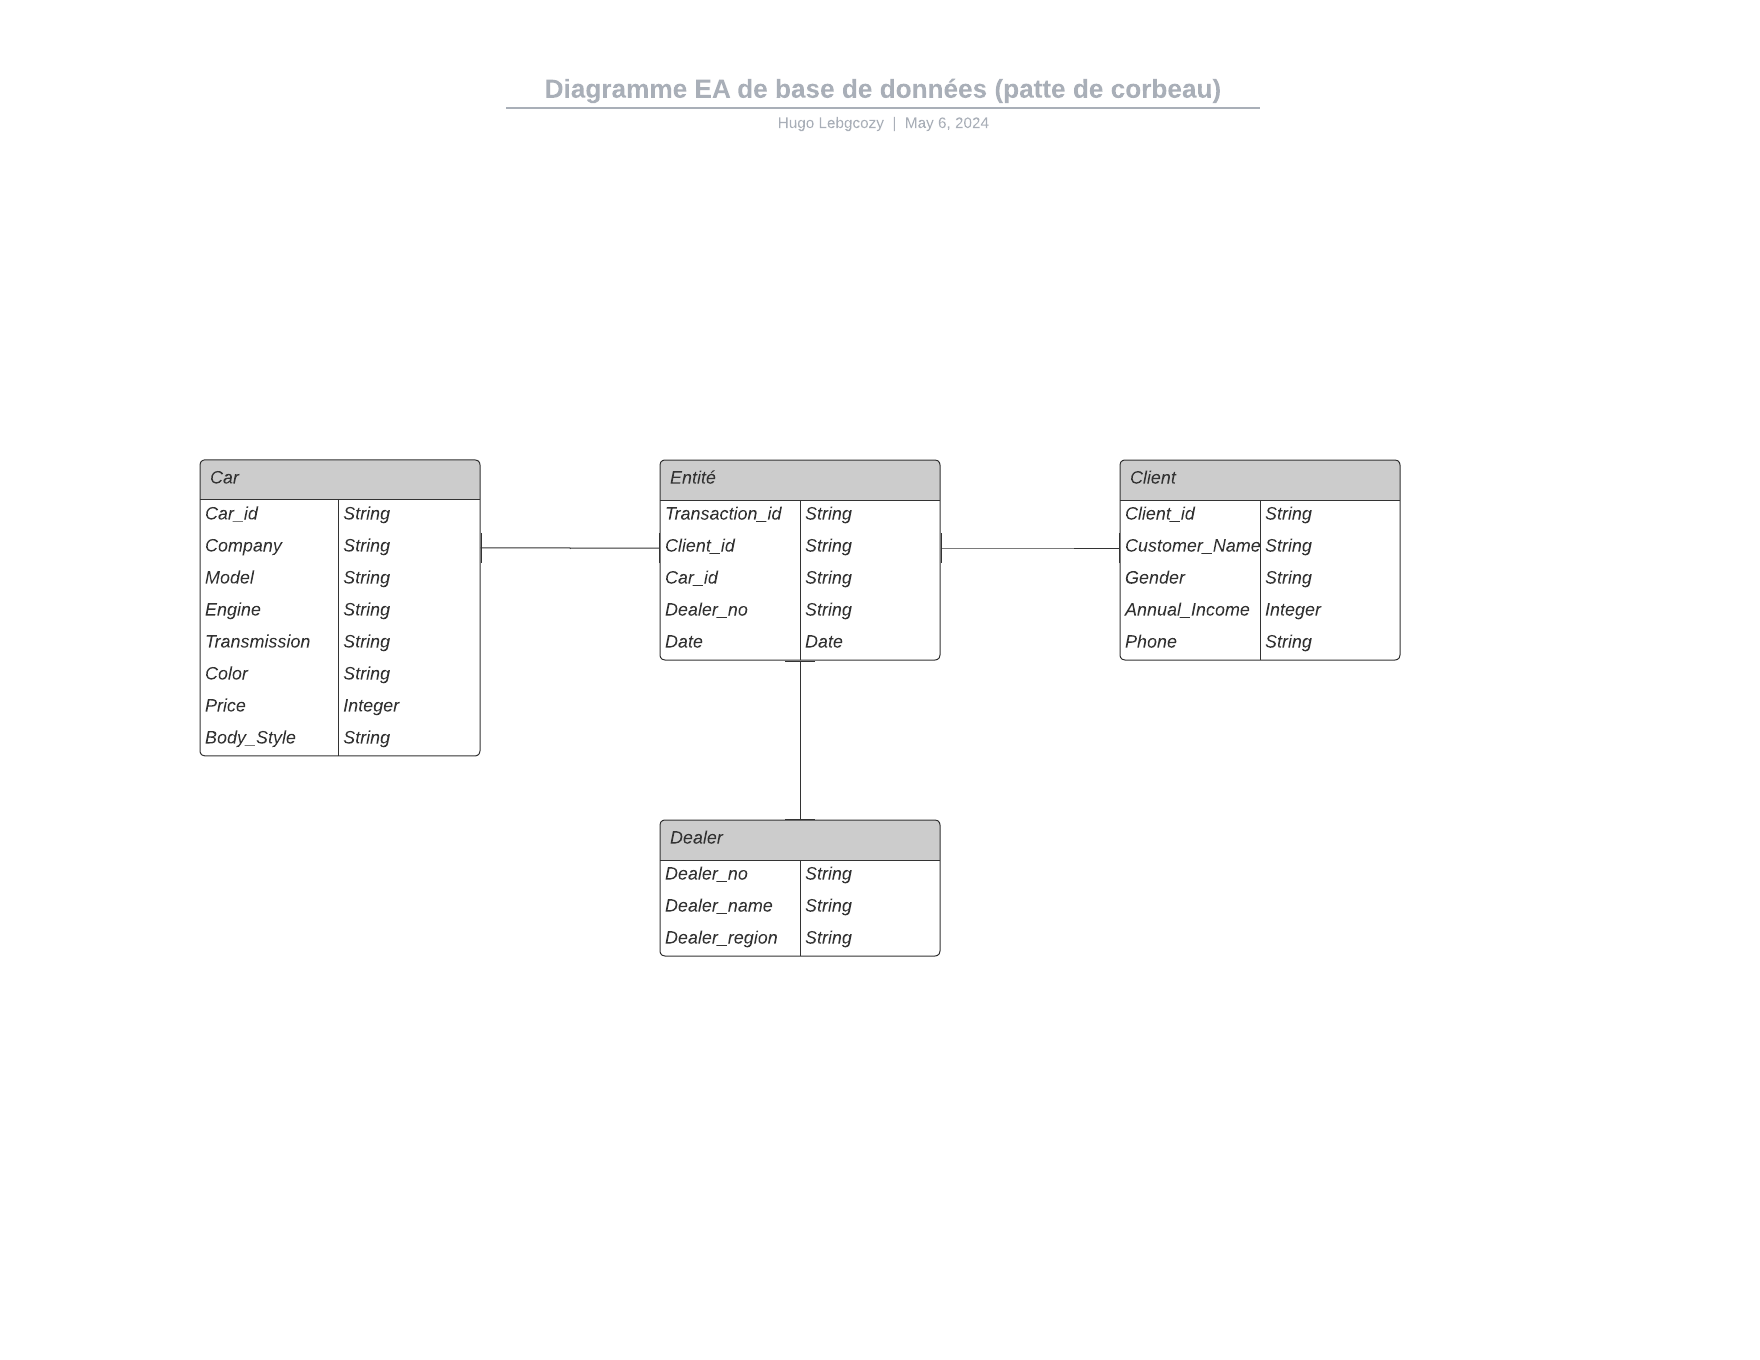 Diagramme EA de base de données (patte de corbeau)
Hugo Lebgcozy | May 6, 2024
Car
Car_id String
Company String
Model String
Engine String
Transmission String
Color String
Price Integer
Body_Style String
Entité
Transaction_id String
Client_id String
Car_id String
Dealer_no String
Date Date
Client
Client_id String
Customer_Name String
Gender String
Annual_Income Integer
Phone String
Dealer
Dealer_no String
Dealer_name String
Dealer_region String